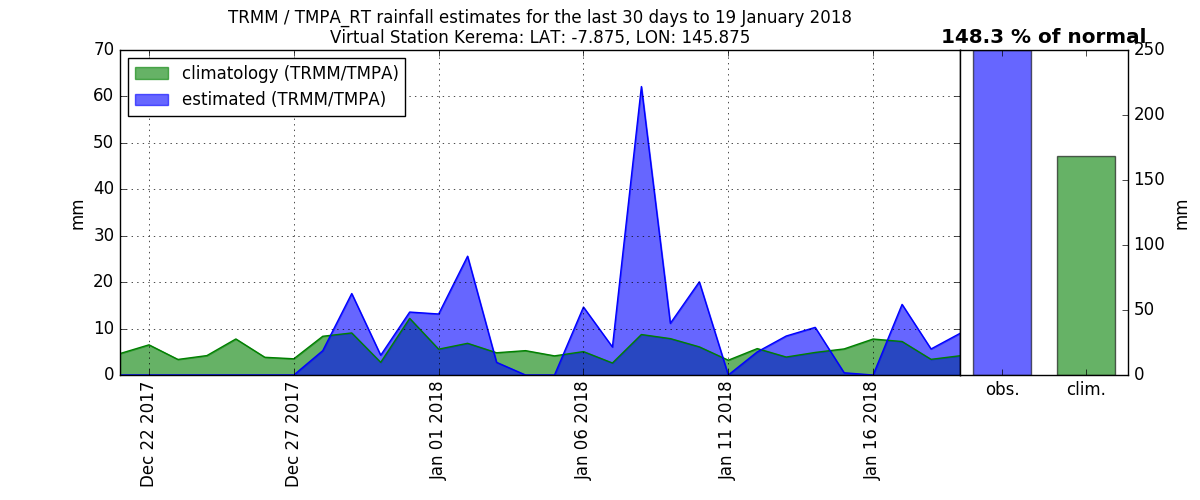 TRMM / TMPA_RT rainfall estimates for the last 30 days to 19 January 2018
Virtual Station Kerema: LAT: -7.875, LON: 145.875
148.3 % of normal
climatology (TRMM/TMPA)
estimated (TRMM/TMPA)
70
60
50
40
30
20
10
0
mm
250
200
150
100
50
0
mm
Dec 22 2017
Dec 27 2017
Jan 01 2018
Jan 06 2018
Jan 11 2018
Jan 16 2018
obs.
clim.